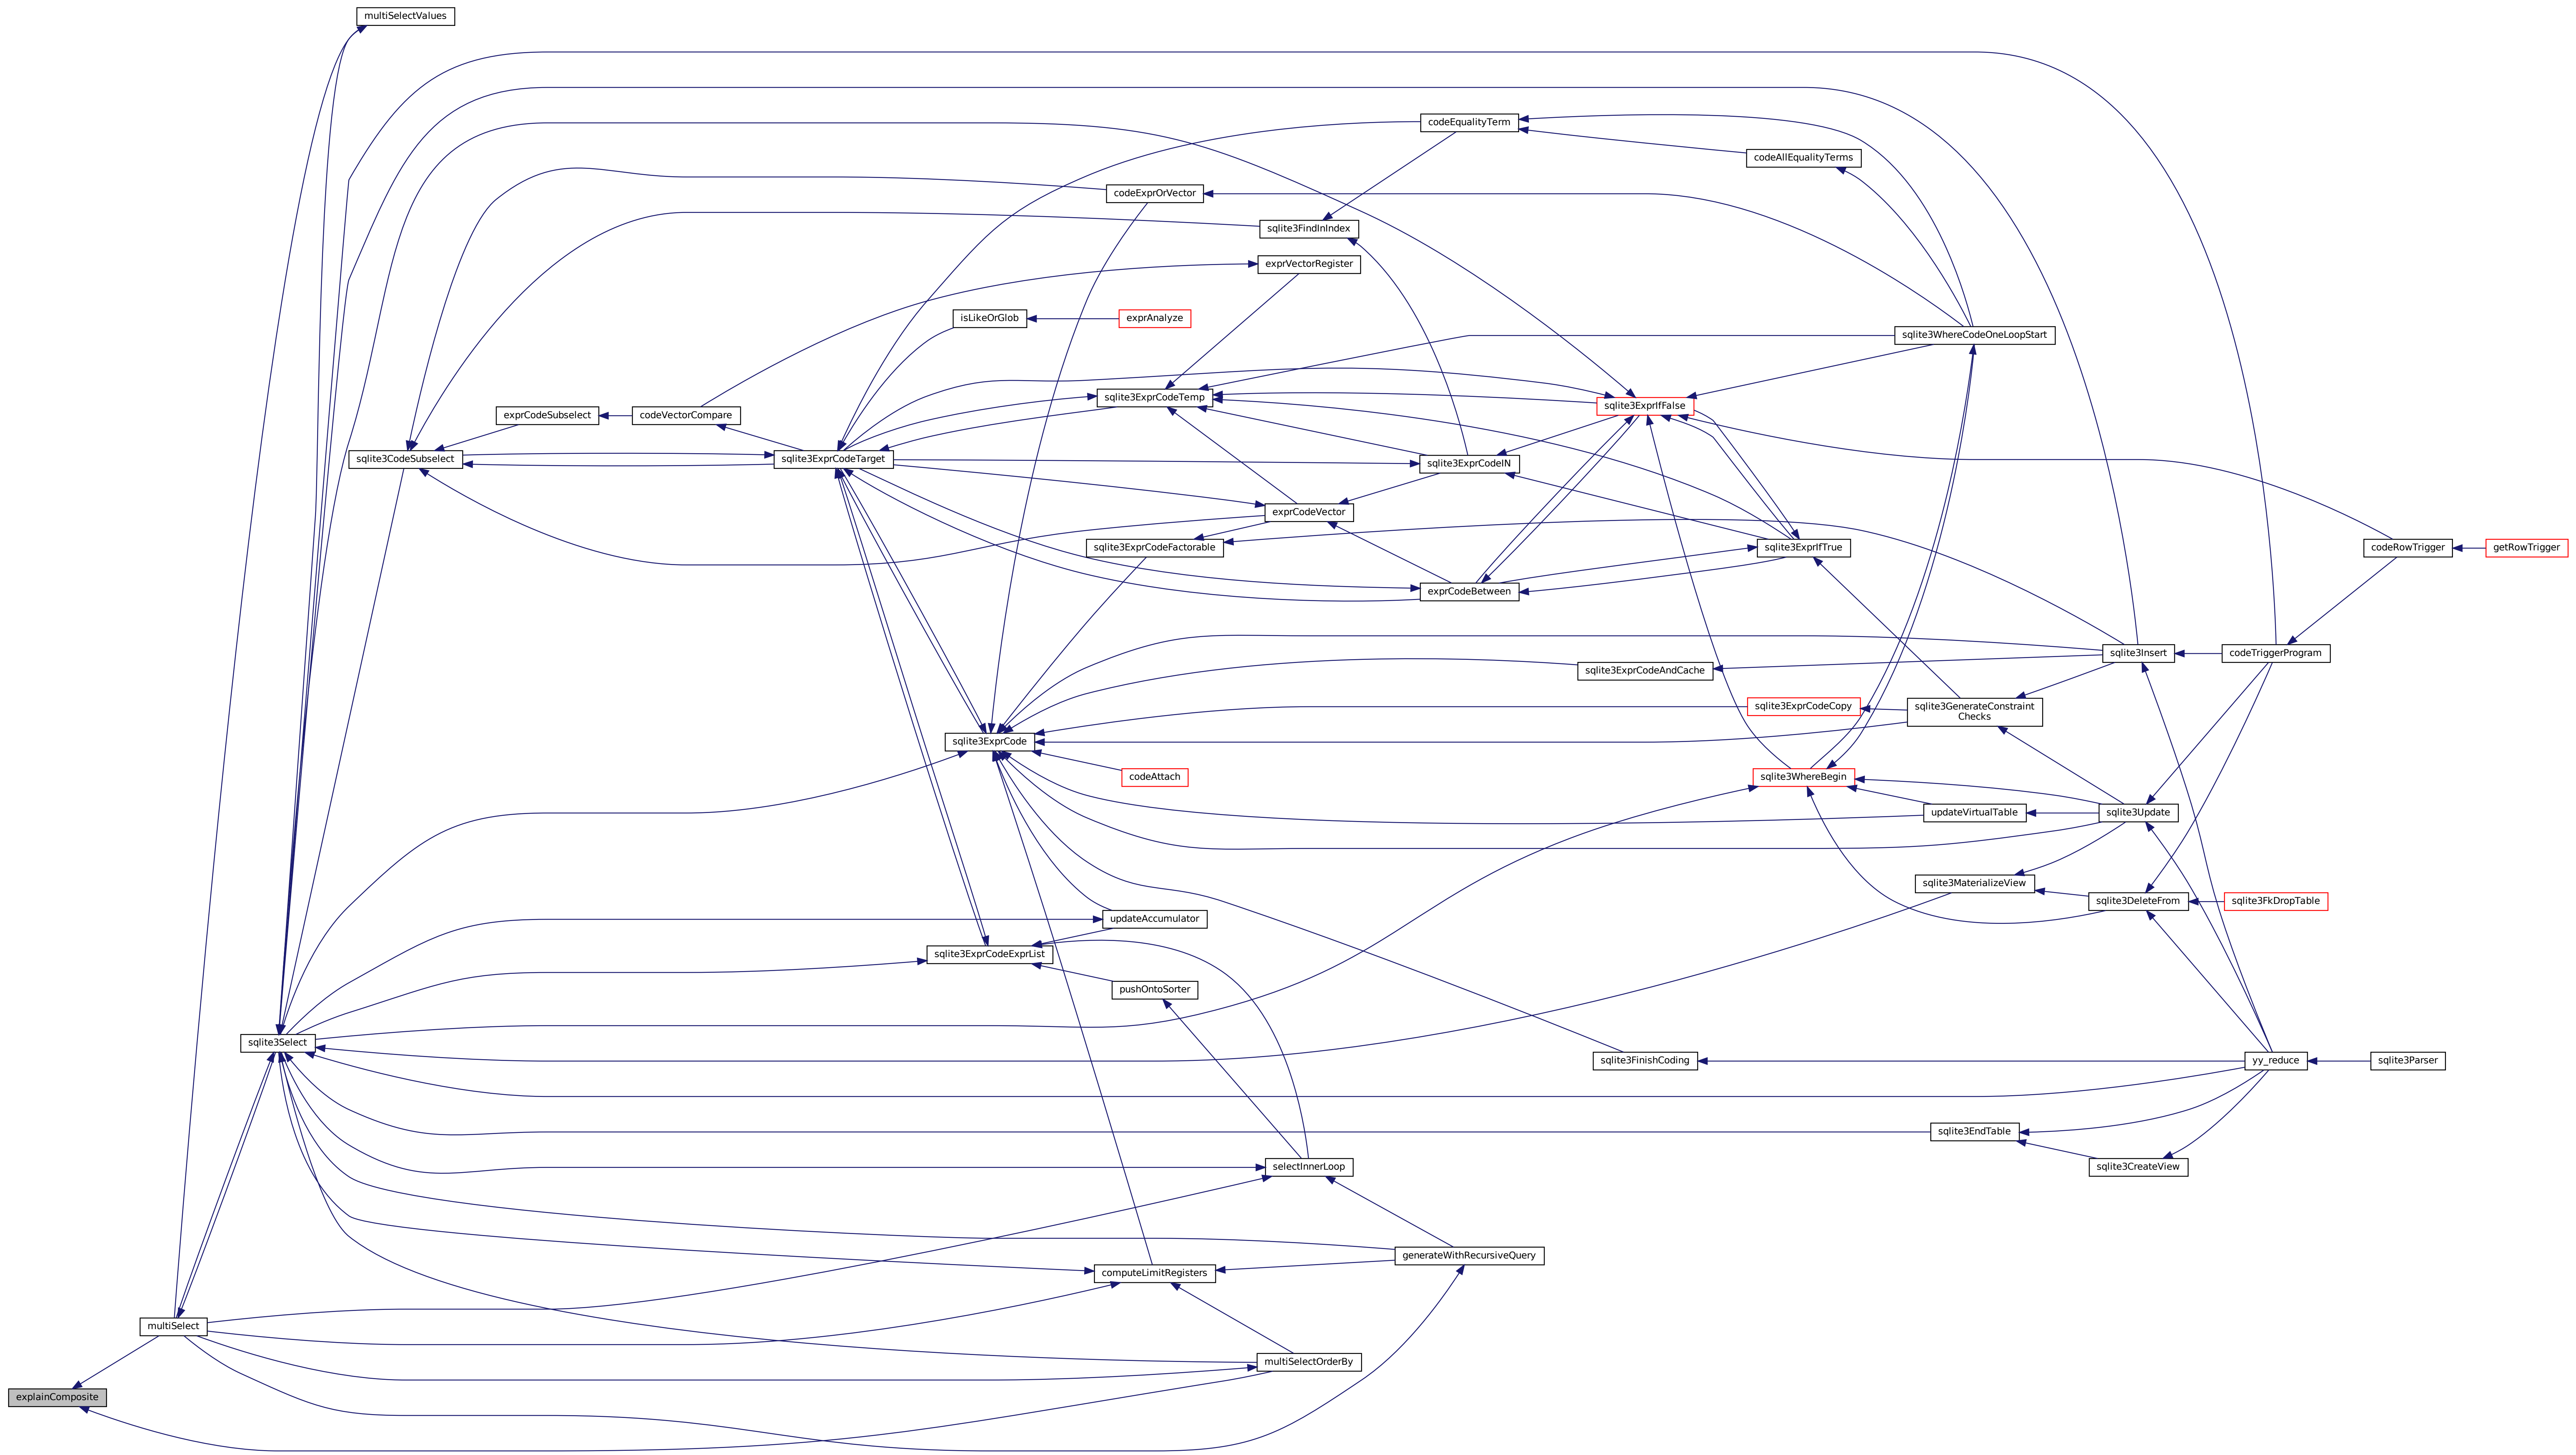 multiSelectValues
codeEqualityTerm
codeAllEqualityTerms
codeExprOrVector
sqlite3FindInIndex
exprVectorRegister
isLikeOrGlob
exprAnalyze
sqlite3WhereCodeOneLoopStart
sqlite3ExprCodeTemp
sqlite3ExprIfFalse
exprCodeSubselect
codeVectorCompare
sqlite3CodeSubselect
sqlite3ExprCodeTarget
sqlite3ExprCodeIN
exprCodeVector
sqlite3ExprCodeFactorable
sqlite3ExprIfTrue
codeRowTrigger
getRowTrigger
exprCodeBetween
sqlite3Insert
codeTriggerProgram
sqlite3ExprCodeAndCache
sqlite3ExprCodeCopy
sqlite3GenerateConstraint
Checks
sqlite3ExprCode
codeAttach
sqlite3WhereBegin
updateVirtualTable
sqlite3Update
sqlite3MaterializeView
sqlite3DeleteFrom
sqlite3FkDropTable
updateAccumulator
sqlite3ExprCodeExprList
pushOntoSorter
sqlite3Select
sqlite3FinishCoding
yy_reduce
sqlite3Parser
sqlite3EndTable
selectInnerLoop
sqlite3CreateView
generateWithRecursiveQuery
computeLimitRegisters
multiSelect
multiSelectOrderBy
explainComposite